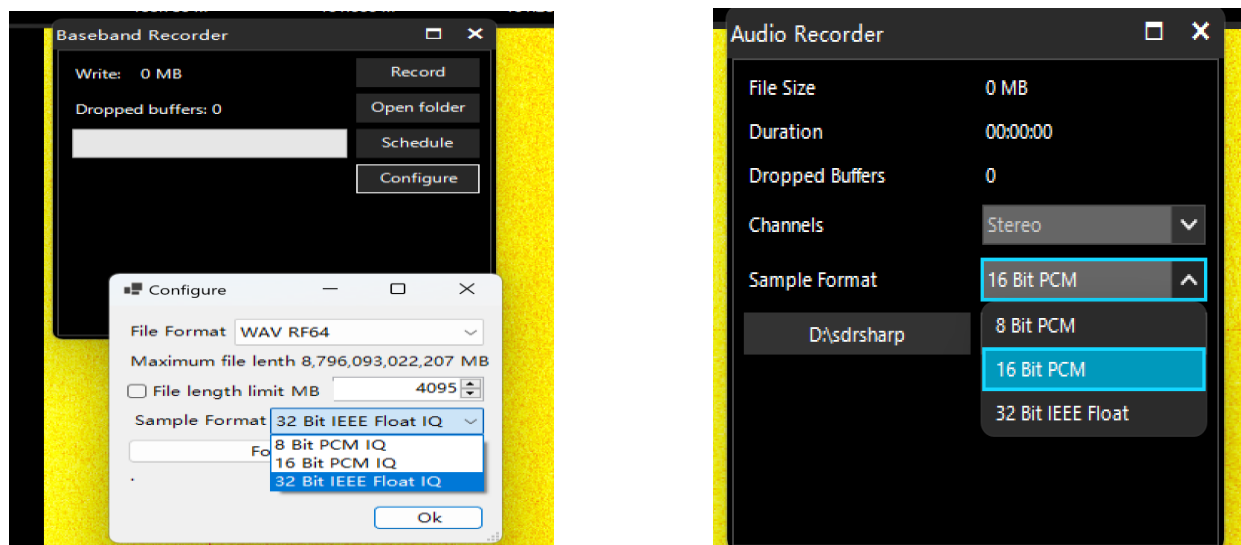 Baseband Recorder
Write: 0 MB
Record
Dropped buffers: 0
Open folder
Schedule
Configure
Configure
File Format WAV RF64
Maximum file lenth 8,796,093,022,207 MB
File length limit MB 4095
Sample Format 32 Bit IEEE Float IQ
Fo
8 Bit PCM IQ
16 Bit PCM IQ
32 Bit IEEE Float IQ
.
Ok
Audio Recorder
File Size 0 MB
Duration 00:00:00
Dropped Buffers 0
Channels Stereo
Sample Format 16 Bit PCM
D:\sdrsharp
8 Bit PCM
16 Bit PCM
32 Bit IEEE Float